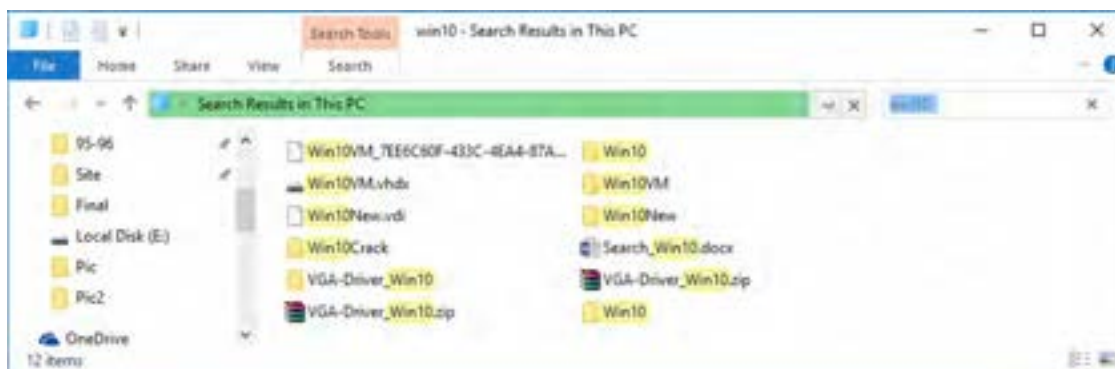 Search Tools win10 - Search Results in This PC
File Home Share View Search
Search Results in This PC win10
95-96
Site
Final
Local Disk (E:)
Pic
Pic2
OneDrive
Win10VM_7EE6C60F-433C-4EA4-87A... Win10
Win10VM.vhdx Win10VM
Win10New.vdi Win10New
Win10Crack Search_Win10.docx
VGA-Driver_Win10 VGA-Driver_Win10.zip
VGA-Driver_Win10.zip Win10
12 items